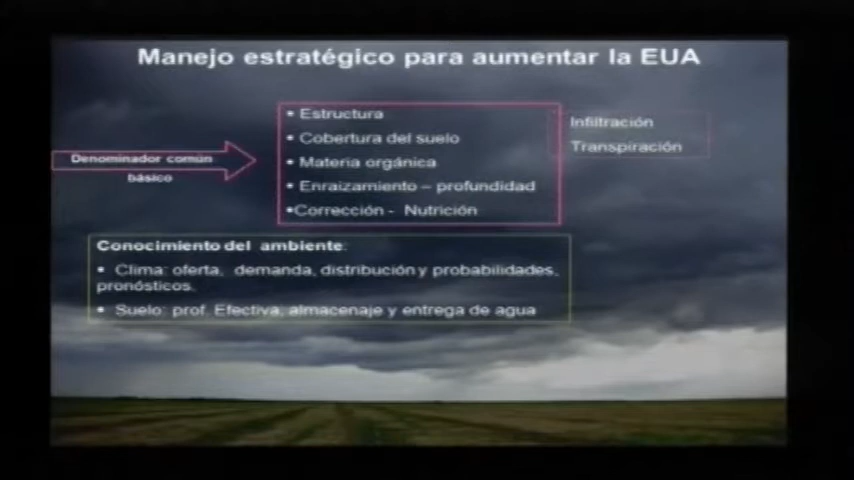 Manejo estratégico para aumentar la EUA
• Estructura
• Cobertura del suelo
• Materia orgánica
• Enraizamiento – profundidad
•Corrección - Nutrición
Infiltración
Transpiración
Denominador común
básico
Conocimiento del ambiente:
• Clima: oferta, demanda, distribución y probabilidades,
pronósticos.
• Suelo: prof. Efectiva, almacenaje y entrega de agua